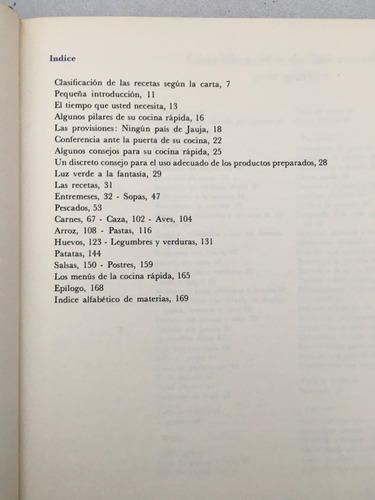 Indice
Clasificación de las recetas según la carta, 7
Pequeña introducción, 11
El tiempo que usted necesita, 13
Algunos pilares de su cocina rápida, 16
Las provisiones: Ningún país de Jauja, 18
Conferencia ante la puerta de su cocina, 22
Algunos consejos para su cocina rápida, 25
Un discreto consejo para el uso adecuado de los productos preparados, 28
Luz verde a la fantasía, 29
Las recetas, 31
Entremeses, 32 - Sopas, 47
Pescados, 53
Carnes, 67 - Caza, 102 - Aves, 104
Arroz, 108 - Pastas, 116
Huevos, 123 - Legumbres y verduras, 131
Patatas, 144
Salsas, 150 - Postres, 159
Los menús de la cocina rápida, 165
Epílogo, 168
Indice alfabético de materias, 169